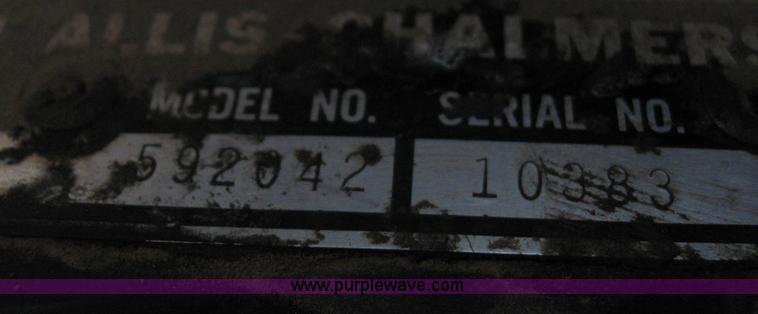 ALLIS-CHALMERS
MODEL NO. SERIAL NO.
592042 10383
www.purplewave.com